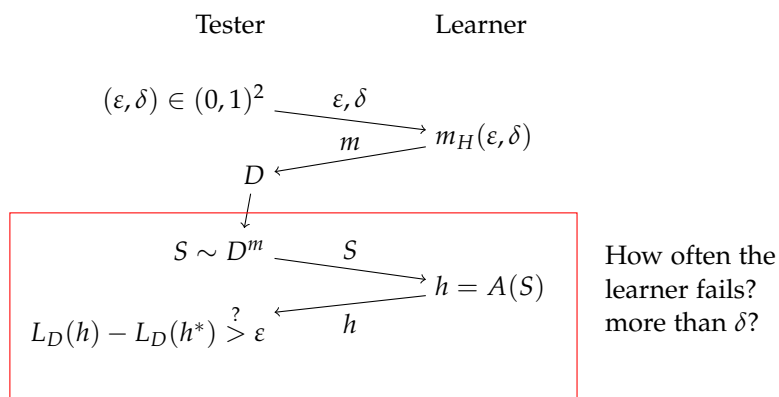 Tester Learner
(ε, δ) ∈ (0, 1)² ε, δ
m m_H(ε, δ)
D
S ∼ D^m S
h = A(S)
L_D(h) − L_D(h*) >^? ε h
How often the
learner fails?
more than δ?